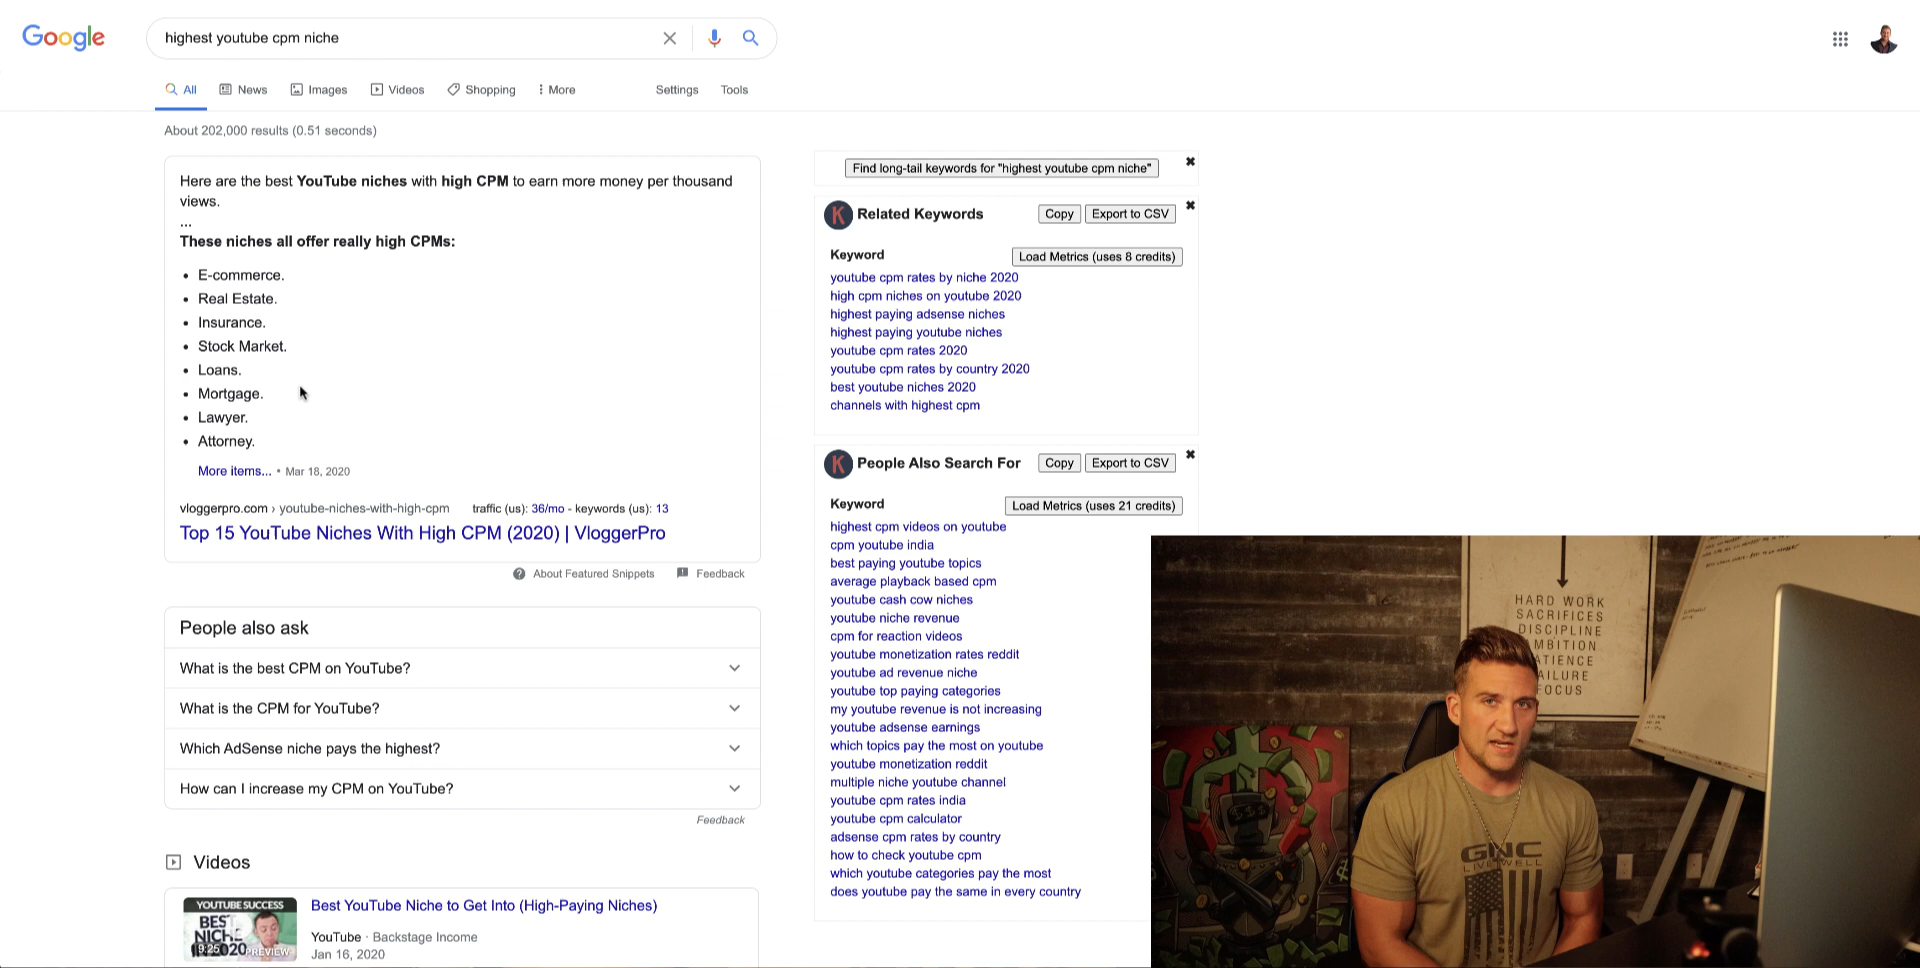 Google
highest youtube cpm niche
All
News
Images
Videos
Shopping
More
Settings
Tools
About 202,000 results (0.51 seconds)
Here are the best YouTube niches with high CPM to earn more money per thousand
views.
...
These niches all offer really high CPMs:
• E-commerce.
• Real Estate.
• Insurance.
• Stock Market.
• Loans.
• Mortgage.
• Lawyer.
• Attorney.
More items... • Mar 18, 2020
vloggerpro.com › youtube-niches-with-high-cpm traffic (us): 36/mo - keywords (us): 13
Top 15 YouTube Niches With High CPM (2020) | VloggerPro
About Featured Snippets
Feedback
People also ask
What is the best CPM on YouTube?
What is the CPM for YouTube?
Which AdSense niche pays the highest?
How can I increase my CPM on YouTube?
Feedback
Videos
YOUTUBE SUCCESS
9:25
PREVIEW
Best YouTube Niche to Get Into (High-Paying Niches)
YouTube · Backstage Income
Jan 16, 2020
Find long-tail keywords for "highest youtube cpm niche"
K
Related Keywords
Copy
Export to CSV
Keyword
Load Metrics (uses 8 credits)
youtube cpm rates by niche 2020
high cpm niches on youtube 2020
highest paying adsense niches
highest paying youtube niches
youtube cpm rates 2020
youtube cpm rates by country 2020
best youtube niches 2020
channels with highest cpm
K
People Also Search For
Copy
Export to CSV
Keyword
Load Metrics (uses 21 credits)
highest cpm videos on youtube
cpm youtube india
best paying youtube topics
average playback based cpm
youtube cash cow niches
youtube niche revenue
cpm for reaction videos
youtube monetization rates reddit
youtube ad revenue niche
youtube top paying categories
my youtube revenue is not increasing
youtube adsense earnings
which topics pay the most on youtube
youtube monetization reddit
multiple niche youtube channel
youtube cpm rates india
youtube cpm calculator
adsense cpm rates by country
how to check youtube cpm
which youtube categories pay the most
does youtube pay the same in every country
HARD WORK
SACRIFICES
DISCIPLINE
MBITION
TIENCE
AILURE
FOCUS
GNC
LIVE WELL
$$$